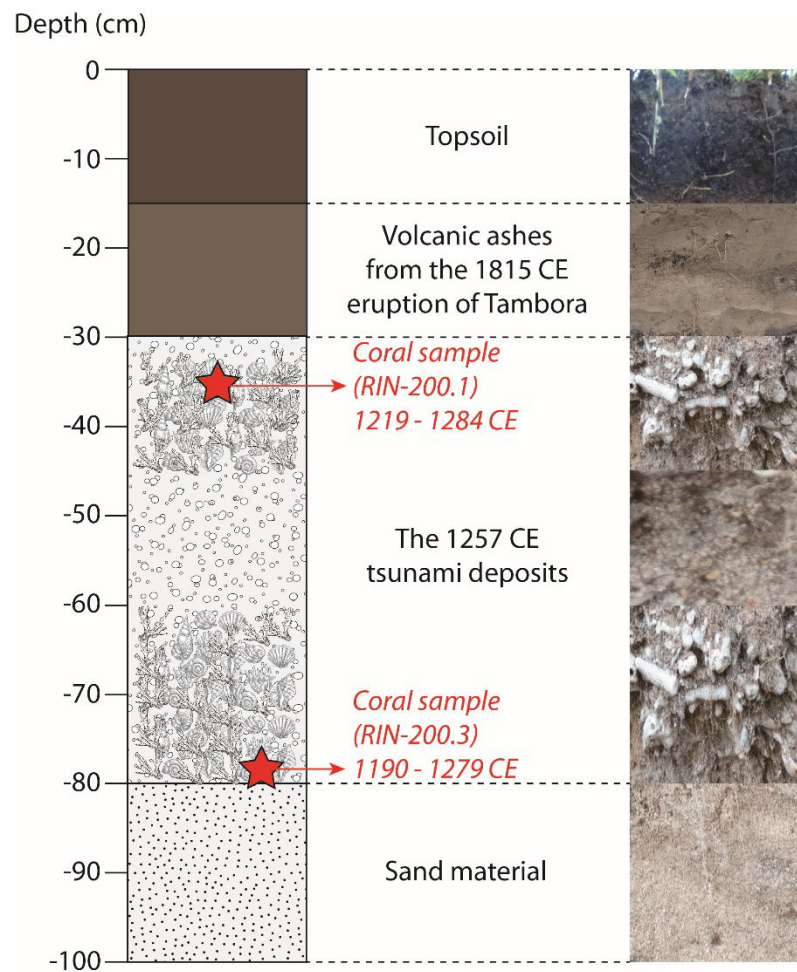 Depth (cm)
0
Topsoil
-10
-20
Volcanic ashes
from the 1815 CE
eruption of Tambora
-30
Coral sample
(RIN-200.1)
1219 - 1284 CE
-40
-50
The 1257 CE
tsunami deposits
-60
-70
Coral sample
(RIN-200.3)
1190 - 1279 CE
-80
-90
Sand material
-100